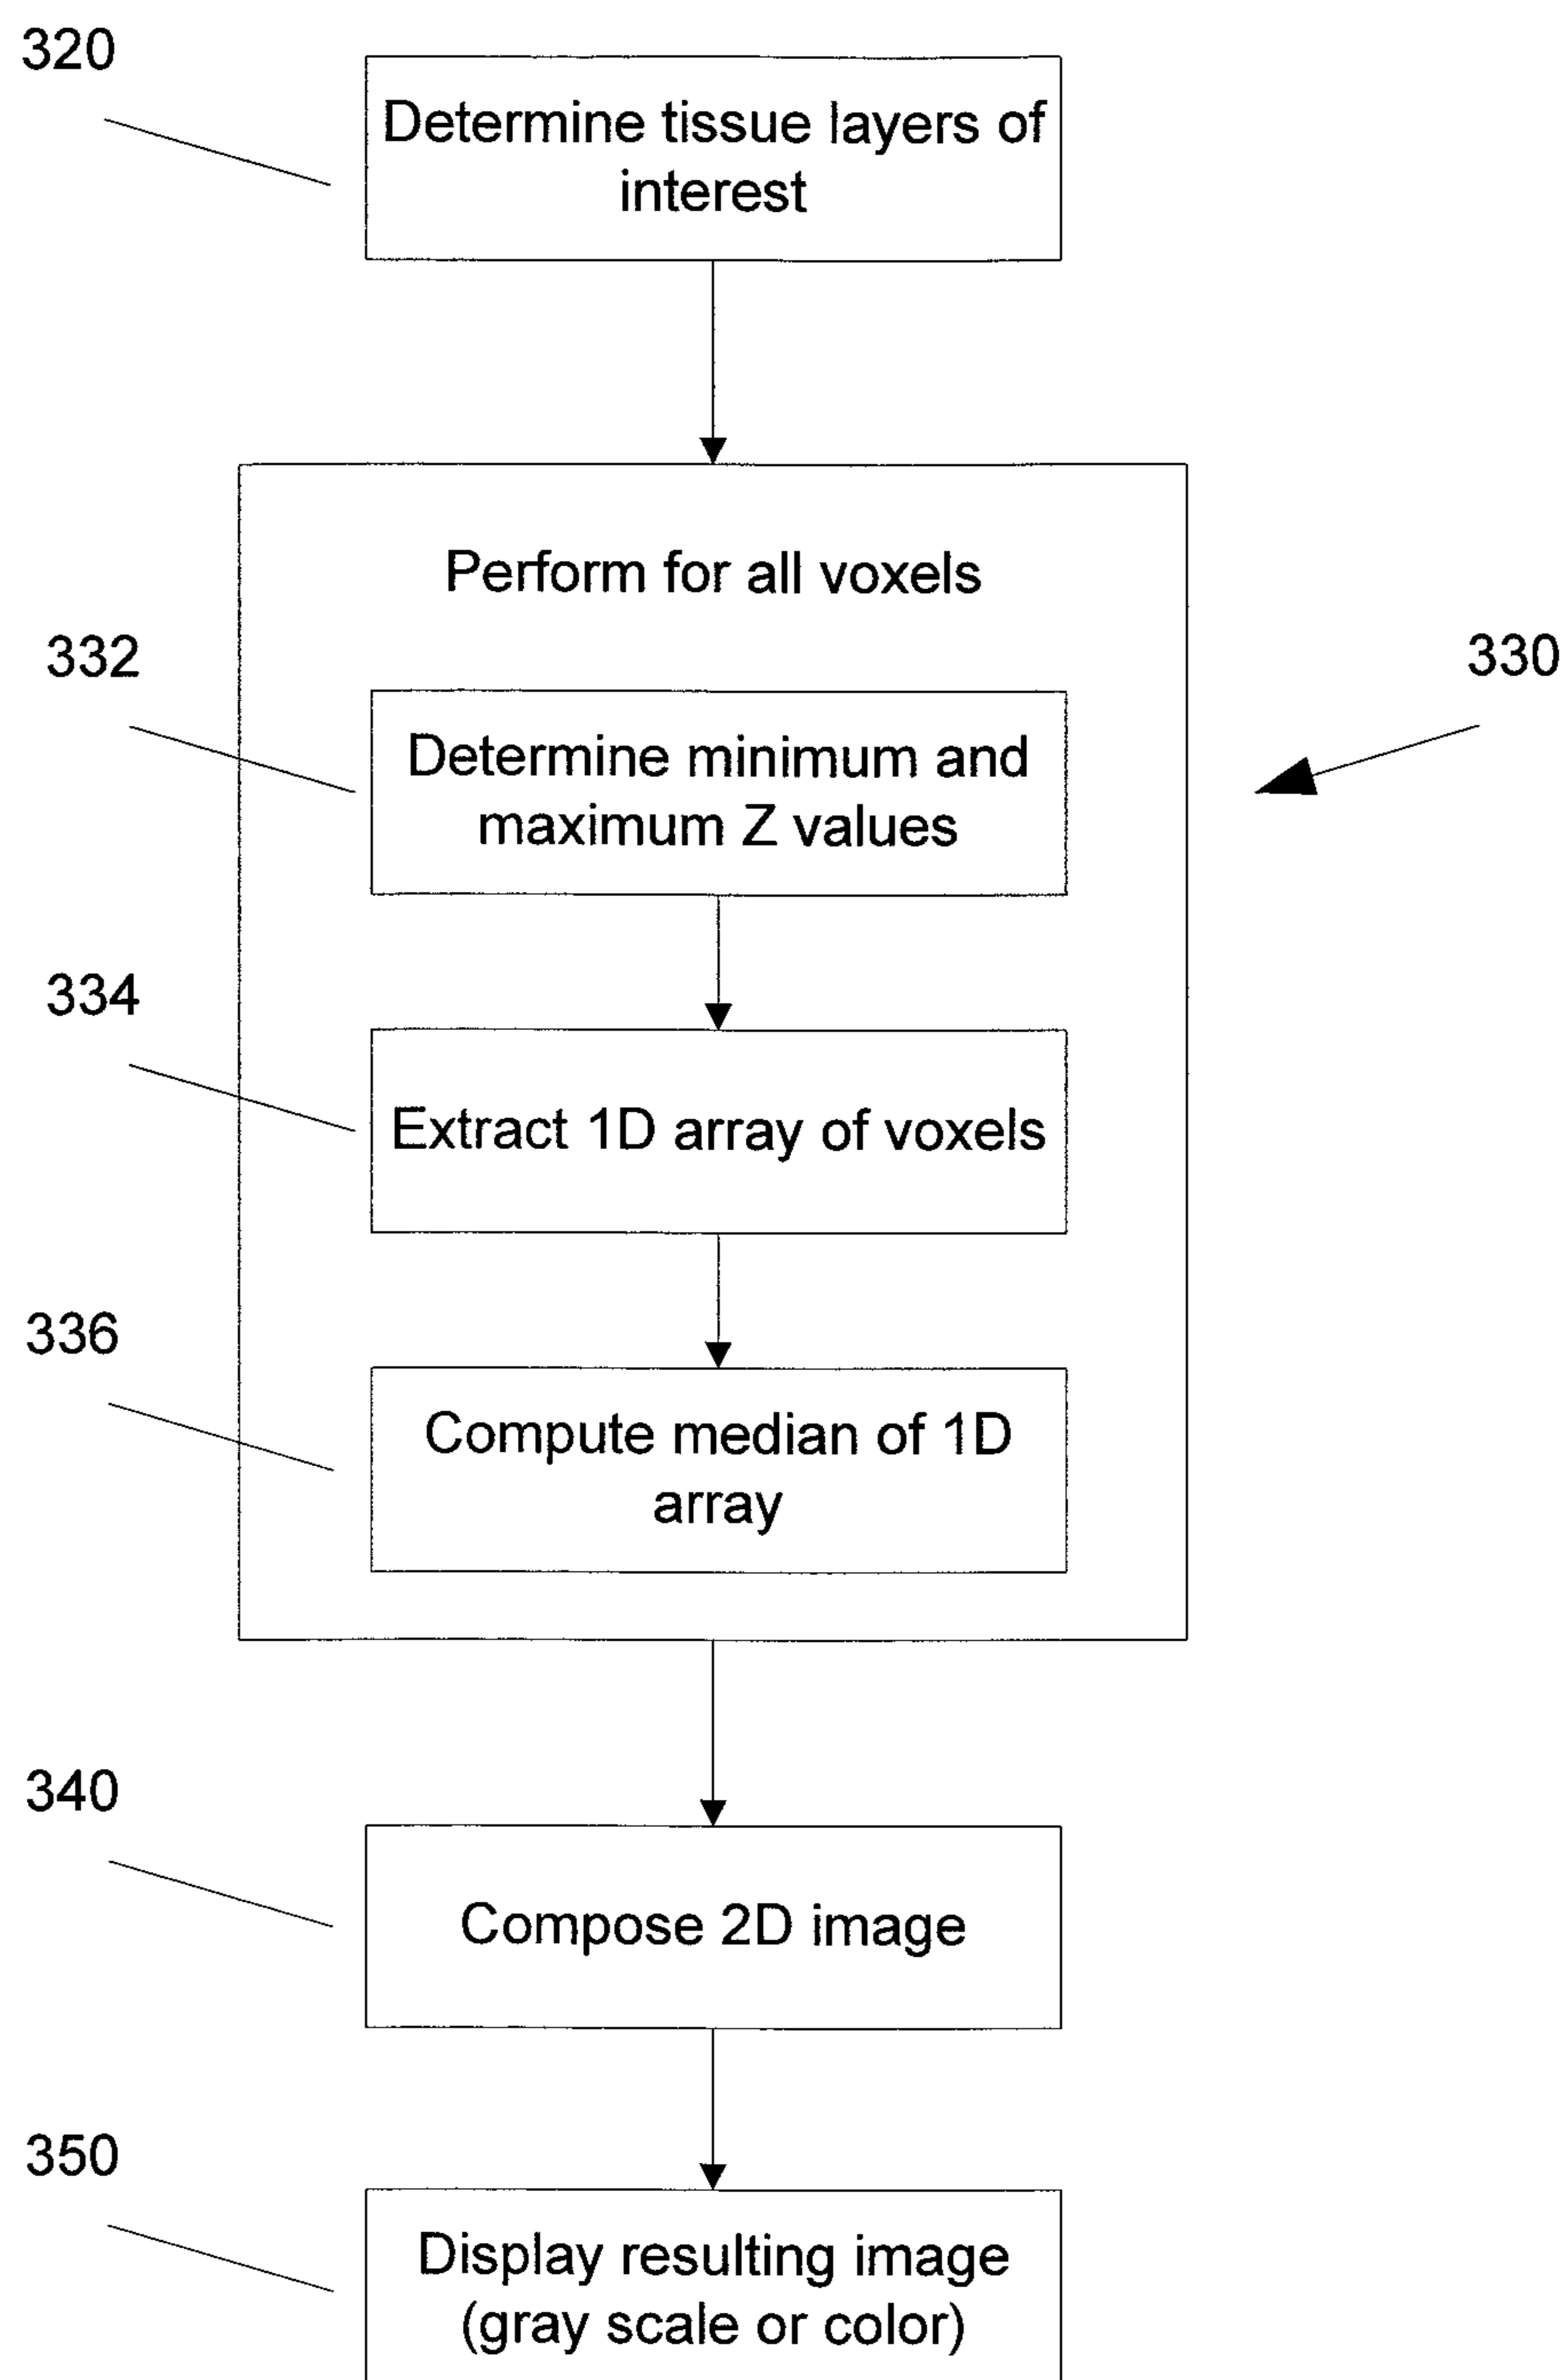 320
Determine tissue layers of
interest
Perform for all voxels
332
330
Determine minimum and
maximum Z values
334
Extract 1D array of voxels
336
Compute median of 1D
array
340
Compose 2D image
350
Display resulting image
(gray scale or color)